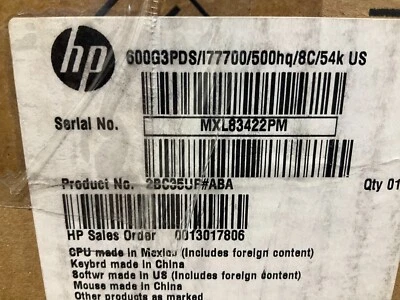 hp
600G3PDS/I77700/500hq/8C/54k US
Serial No. MXL83422PM
Product No. 2BC35UP#ABA Qty 01
HP Sales Order 0013017806
CPU made in Mexico (Includes foreign content)
Keybrd made in China
Softwr made in US (Includes foreign content)
Mouse made in China
Other products as marked